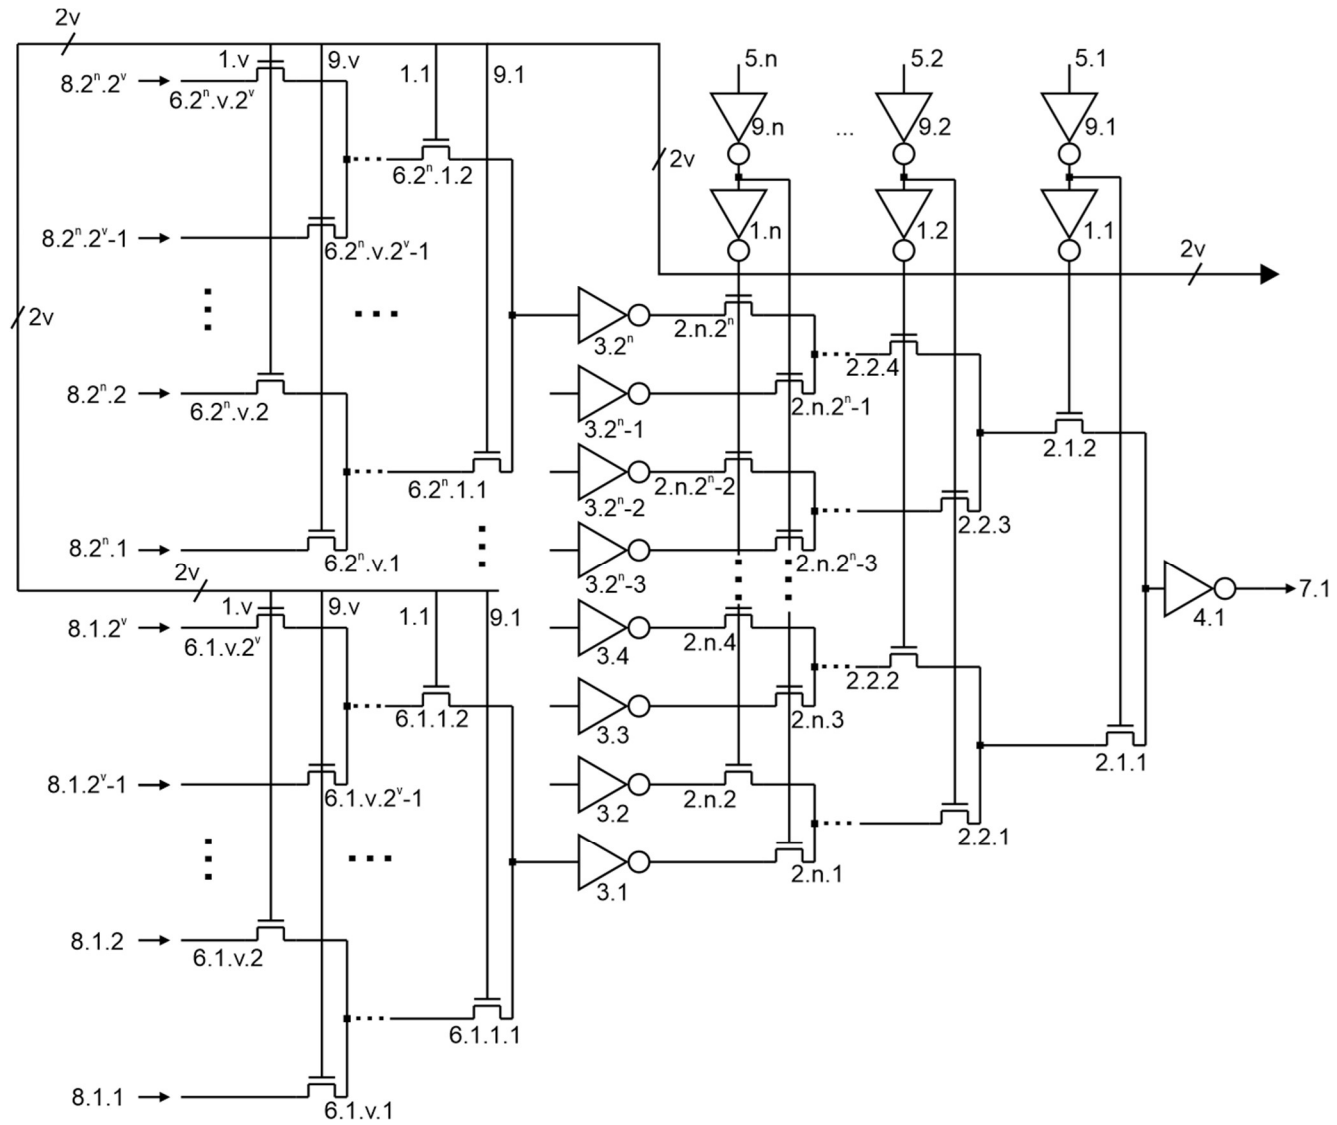 2v
1.v
9.v
1.1
9.1
8.2ⁿ.2ᵛ
6.2ⁿ.v.2ᵛ
6.2ⁿ.1.2
8.2ⁿ.2ᵛ-1
6.2ⁿ.v.2ᵛ-1
2v
8.2ⁿ.2
6.2ⁿ.v.2
6.2ⁿ.1.1
8.2ⁿ.1
6.2ⁿ.v.1
2v
1.v
9.v
1.1
9.1
8.1.2ᵛ
6.1.v.2ᵛ
6.1.1.2
8.1.2ᵛ-1
6.1.v.2ᵛ-1
8.1.2
6.1.v.2
6.1.1.1
8.1.1
6.1.v.1
2v
5.n
5.2
5.1
9.n
...
9.2
9.1
1.n
1.2
1.1
2v
3.2ⁿ
2.n.2ⁿ
2.2.4
3.2ⁿ-1
2.n.2ⁿ-1
2.1.2
3.2ⁿ-2
2.n.2ⁿ-2
2.2.3
3.2ⁿ-3
2.n.2ⁿ-3
7.1
4.1
3.4
2.n.4
2.2.2
3.3
2.n.3
2.1.1
3.2
2.n.2
2.2.1
3.1
2.n.1